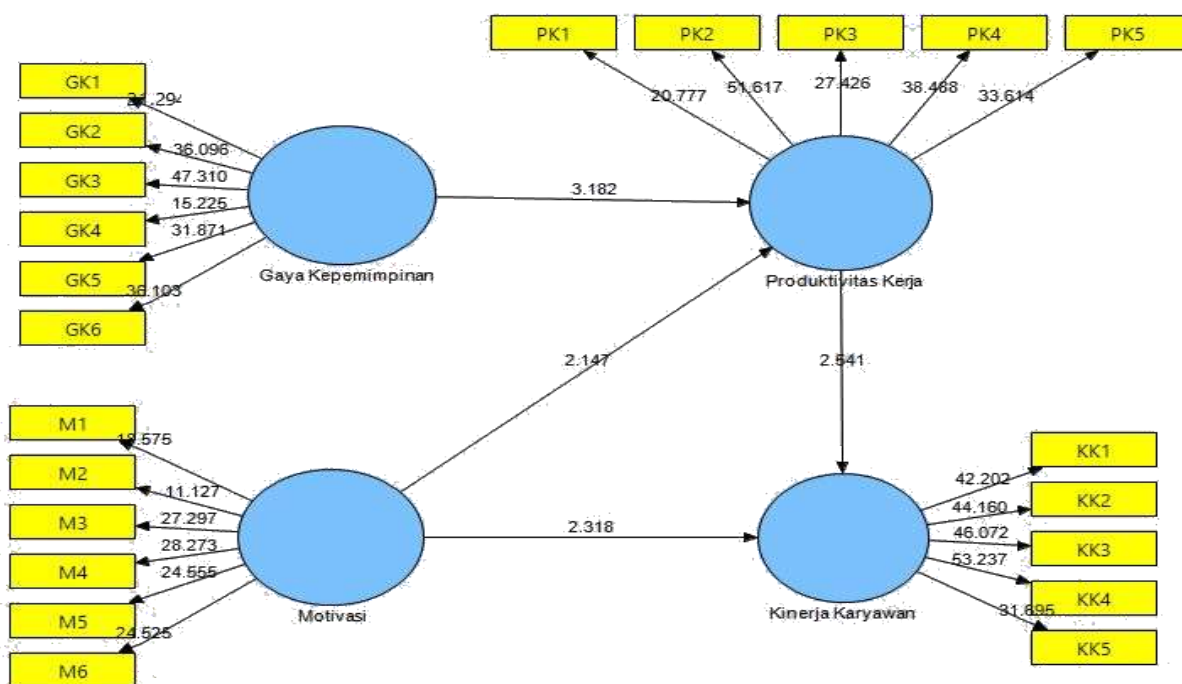 PK1
PK2
PK3
PK4
PK5
20.777
51.617
27.426
38.488
33.614
GK1
GK2
GK3
GK4
GK5
GK6
36.096
47.310
15.225
31.871
36.103
Gaya Kepemimpinan
3.182
Produktivitas Kerja
2.147
2.541
M1
M2
M3
M4
M5
M6
11.127
27.297
28.273
24.555
24.525
Motivasi
2.318
Kinerja Karyawan
KK1
KK2
KK3
KK4
KK5
42.202
44.160
46.072
53.237
31.695